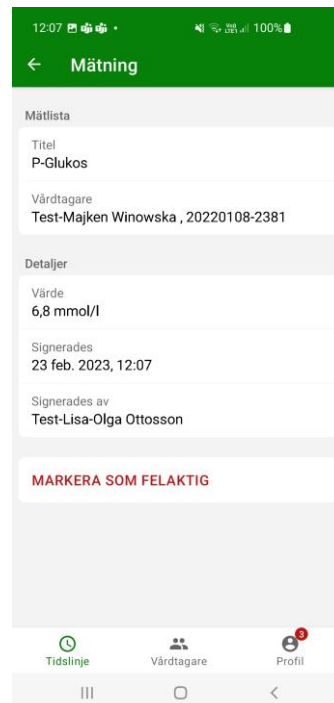 12:07 100%
Mätning
Mätlista
Titel
P-Glukos
Vårdtagare
Test-Majken Winowska , 20220108-2381
Detaljer
Värde
6,8 mmol/l
Signerades
23 feb. 2023, 12:07
Signerades av
Test-Lisa-Olga Ottosson
MARKERA SOM FELAKTIG
3
Tidslinje Vårdtagare Profil